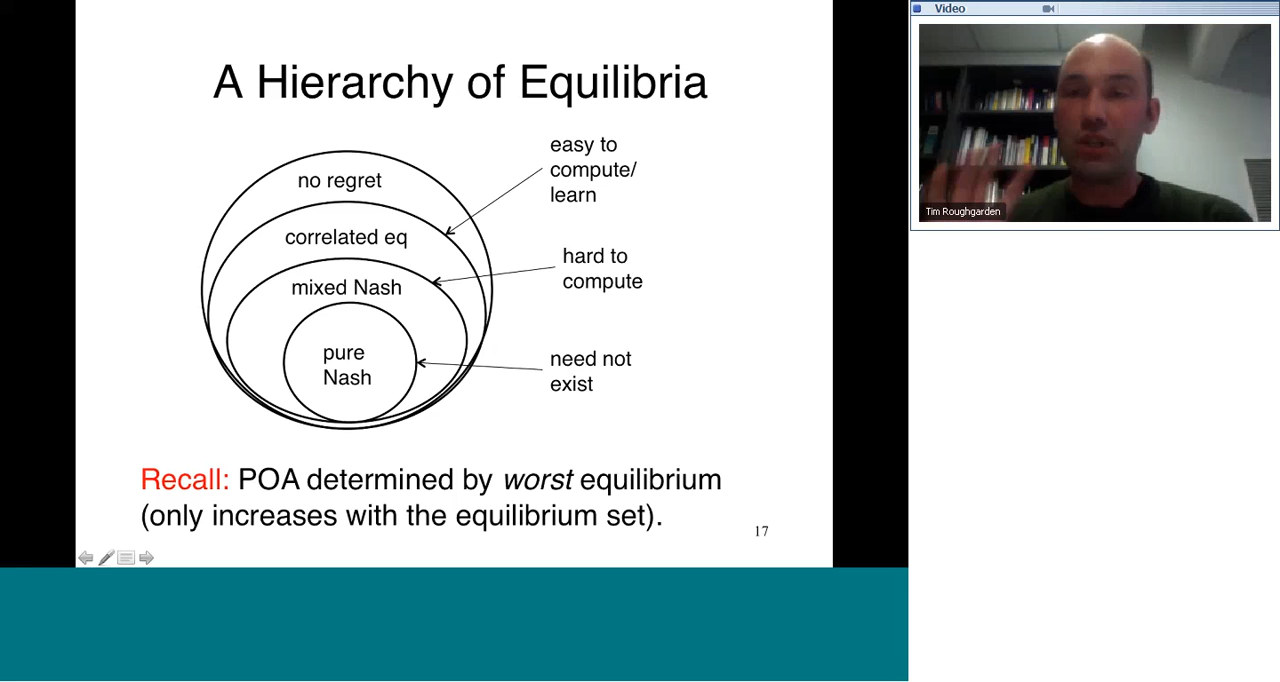 A Hierarchy of Equilibria
no regret
correlated eq
mixed Nash
pure
Nash
easy to
compute/
learn
hard to
compute
need not
exist
Recall: POA determined by worst equilibrium
(only increases with the equilibrium set).
17
Video
Tim Roughgarden